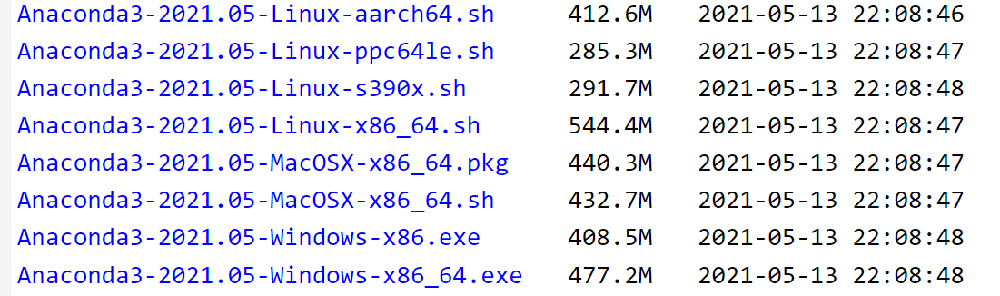 Anaconda3-2021.05-Linux-aarch64.sh 412.6M 2021-05-13 22:08:46
Anaconda3-2021.05-Linux-ppc64le.sh 285.3M 2021-05-13 22:08:47
Anaconda3-2021.05-Linux-s390x.sh 291.7M 2021-05-13 22:08:48
Anaconda3-2021.05-Linux-x86_64.sh 544.4M 2021-05-13 22:08:47
Anaconda3-2021.05-MacOSX-x86_64.pkg 440.3M 2021-05-13 22:08:47
Anaconda3-2021.05-MacOSX-x86_64.sh 432.7M 2021-05-13 22:08:47
Anaconda3-2021.05-Windows-x86.exe 408.5M 2021-05-13 22:08:48
Anaconda3-2021.05-Windows-x86_64.exe 477.2M 2021-05-13 22:08:48